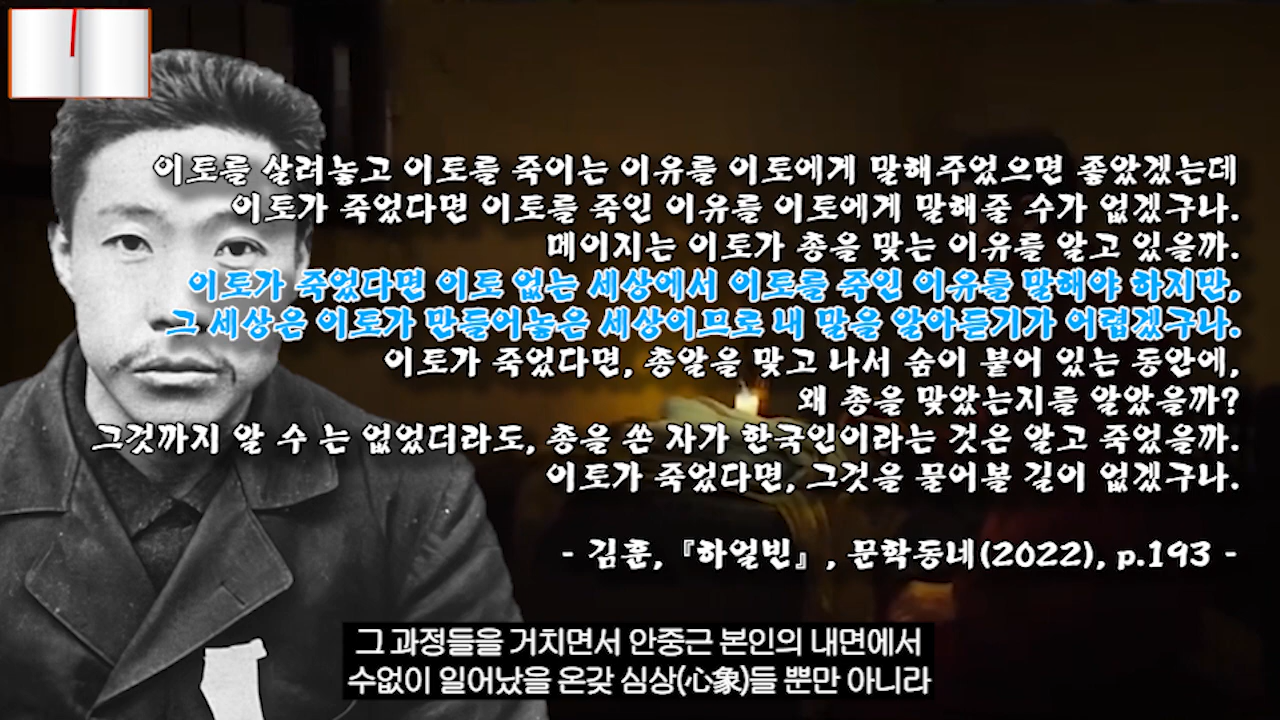 이토를 살려놓고 이토를 죽이는 이유를 이토에게 말해주었으면 좋았겠는데
이토가 죽었다면 이토를 죽인 이유를 이토에게 말해줄 수가 없겠구나.
메이지는 이토가 총을 맞는 이유를 알고 있을까.
이토가 죽었다면 이토 없는 세상에서 이토를 죽인 이유를 말해야 하지만,
그 세상은 이토가 만들어놓은 세상이므로 내 말을 알아듣기가 어렵겠구나.
이토가 죽었다면, 총알을 맞고 나서 숨이 붙어 있는 동안에,
왜 총을 맞았는지를 알았을까?
그것까지 알 수 는 없었더라도, 총을 쏜 자가 한국인이라는 것은 알고 죽었을까.
이토가 죽었다면, 그것을 물어볼 길이 없겠구나.
- 김훈, 『하얼빈』, 문학동네(2022), p.193 -
그 과정들을 거치면서 안중근 본인의 내면에서
수없이 일어났을 온갖 심상(心象)들 뿐만 아니라